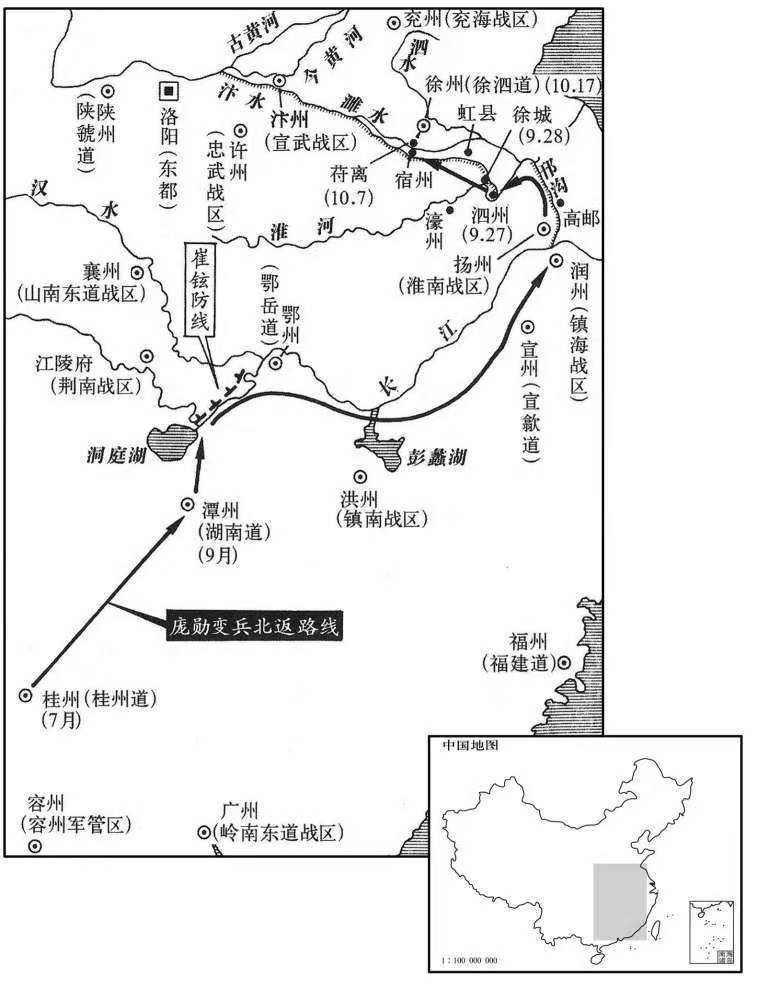 兖州(兖海战区)
古黄河
今黄河
泗水
徐州(徐泗道)(10.17)
汴水
濉水
虹县
徐城
(9.28)
陕州
(陕虢道)
洛阳(东都)
汴州
(宣武战区)
许州
(忠武战区)
苻离
(10.7)
宿州
邗沟
汉水
淮河
濠州
泗州
(9.27)
高邮
扬州
(淮南战区)
襄州
(山南东道战区)
崔铉防线
鄂州
(鄂岳道)
长江
润州(镇海战区)
宣州(宣歙道)
江陵府
(荆南战区)
洞庭湖
彭蠡湖
潭州
(湖南道)
(9月)
洪州
(镇南战区)
庞勋变兵北返路线
福州
(福建道)
桂州(桂州道)
(7月)
容州
(容州军管区)
广州
(岭南东道战区)
中国地图
1:100 000 000
南海诸岛